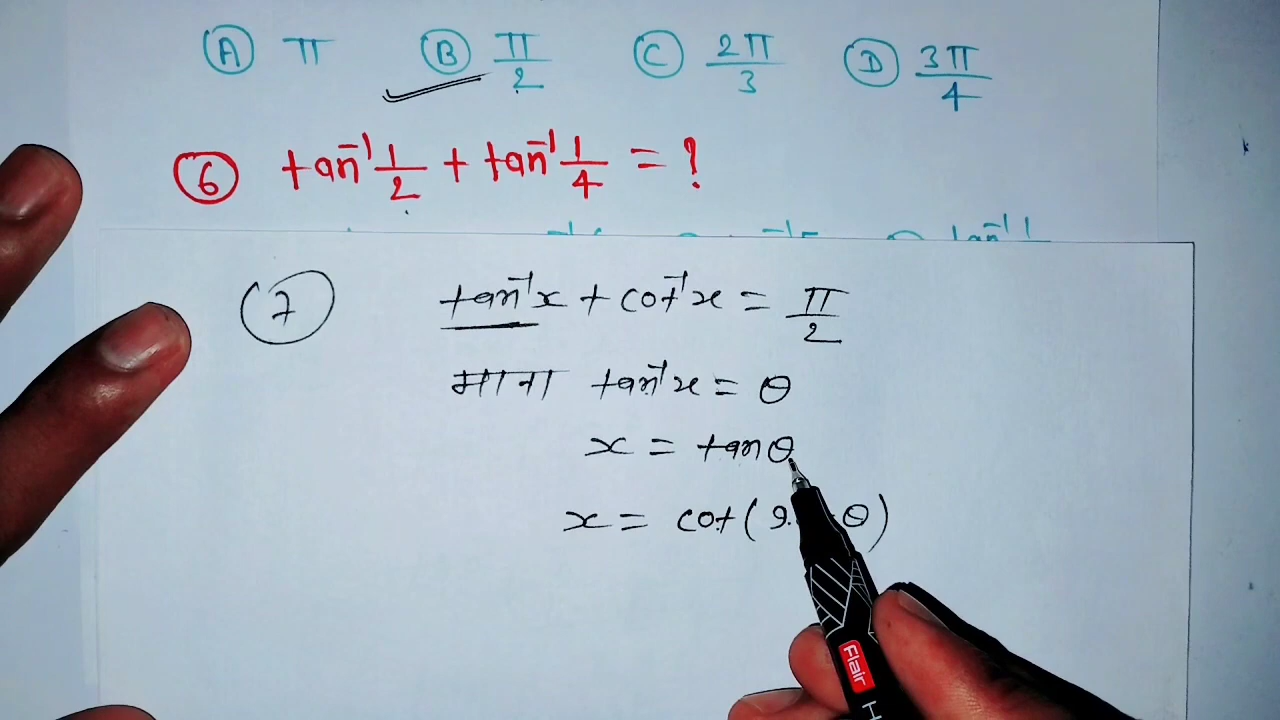 Ⓐ π Ⓑ π/2 Ⓒ 2π/3 Ⓓ 3π/4
⑥ tan⁻¹ 1/2 + tan⁻¹ 1/4 = ?
⑦ tan⁻¹x + cot⁻¹x = π/2
माना tan⁻¹x = θ
x = tanθ
x = cot( θ)
Flair